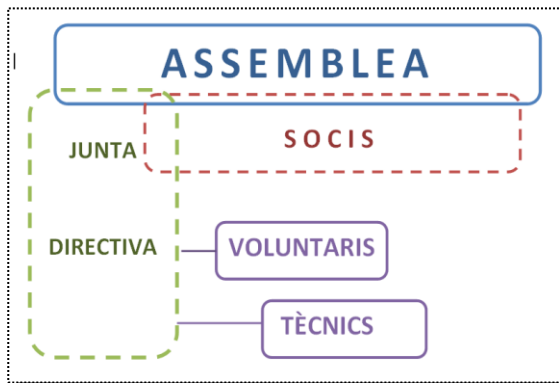 ASSEMBLEA
SOCIS
JUNTA
DIRECTIVA
VOLUNTARIS
TÈCNICS